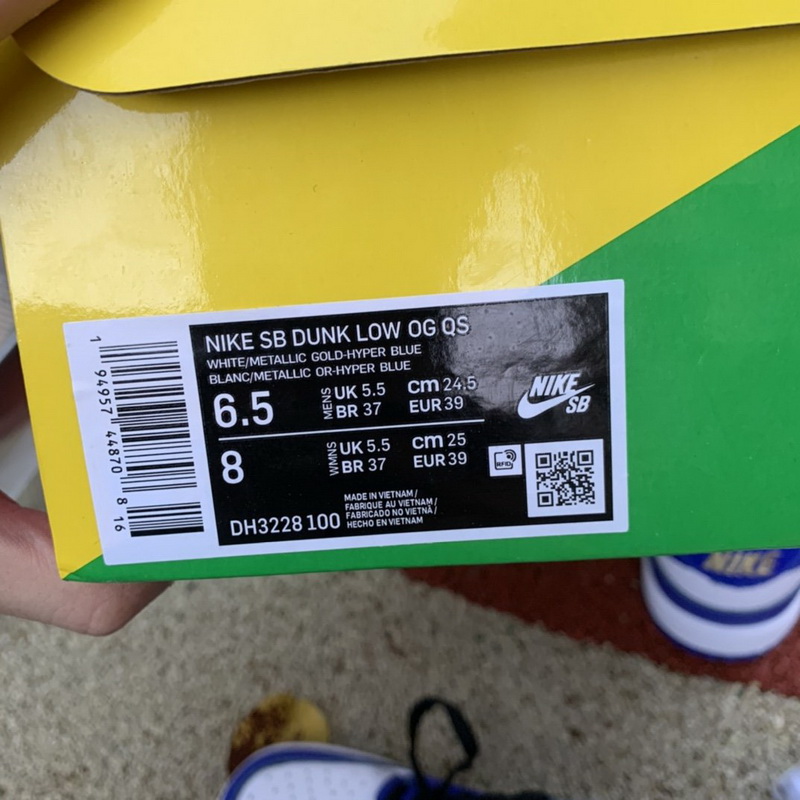 NIKE SB DUNK LOW OG QS
WHITE/METALLIC GOLD-HYPER BLUE
BLANC/METALLIC OR-HYPER BLUE
6.5 MENS UK 5.5 cm 24.5
BR 37 EUR 39
8 WMNS UK 5.5 cm 25
BR 37 EUR 39
NIKE
SB
RFID
DH3228 100
MADE IN VIETNAM /
FABRIQUE AU VIETNAM /
FABRICADO NO VIETNÃ /
HECHO EN VIETNAM
1 94957 44870 8 16
NIKE